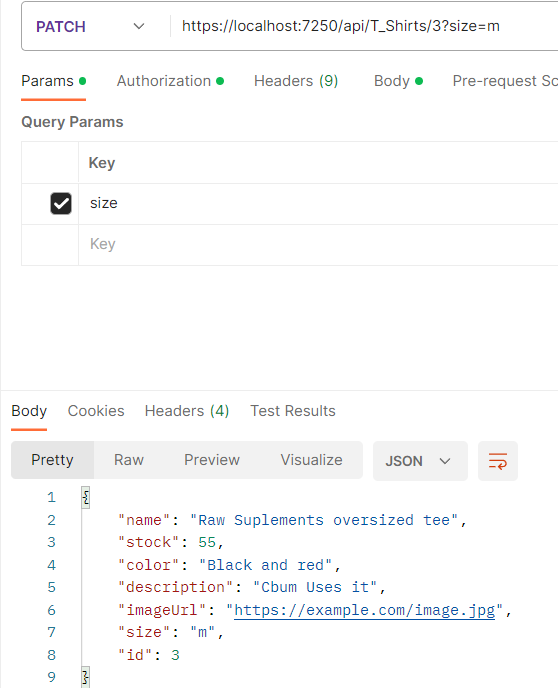 PATCH https://localhost:7250/api/T_Shirts/3?size=m
Params Authorization Headers (9) Body Pre-request Sc
Query Params
Key
size
Key
Body Cookies Headers (4) Test Results
Pretty Raw Preview Visualize JSON
1 {
2 "name": "Raw Suplements oversized tee",
3 "stock": 55,
4 "color": "Black and red",
5 "description": "Cbum Uses it",
6 "imageUrl": "https://example.com/image.jpg",
7 "size": "m",
8 "id": 3
9 }